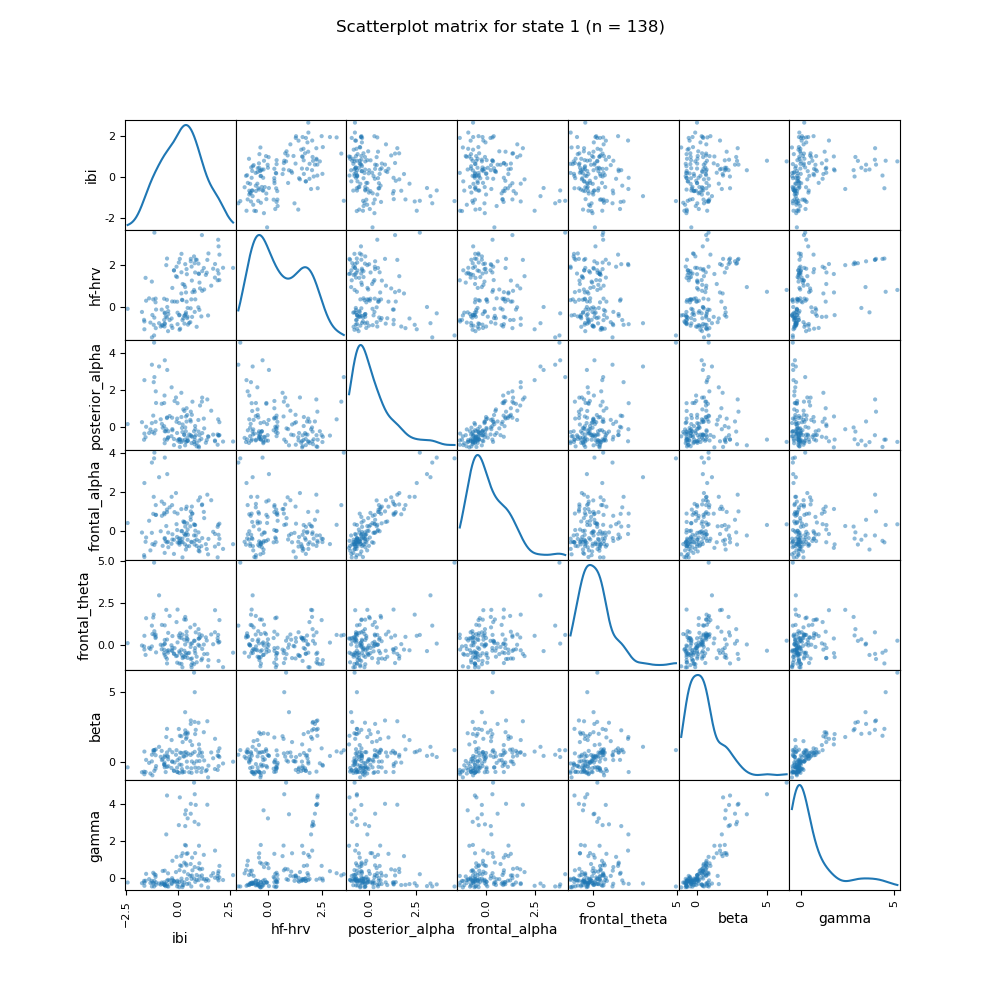 Scatterplot matrix for state 1 (n = 138)
ibi
2
0
-2
hf-hrv
2
0
posterior_alpha
4
2
0
frontal_alpha
4
2
0
frontal_theta
5.0
2.5
0.0
beta
5
0
gamma
4
2
0
−2.5
0.0
2.5
0.0
2.5
0.0
2.5
0.0
2.5
0
5
0
5
0
5
ibi
hf-hrv
posterior_alpha
frontal_alpha
frontal_theta
beta
gamma